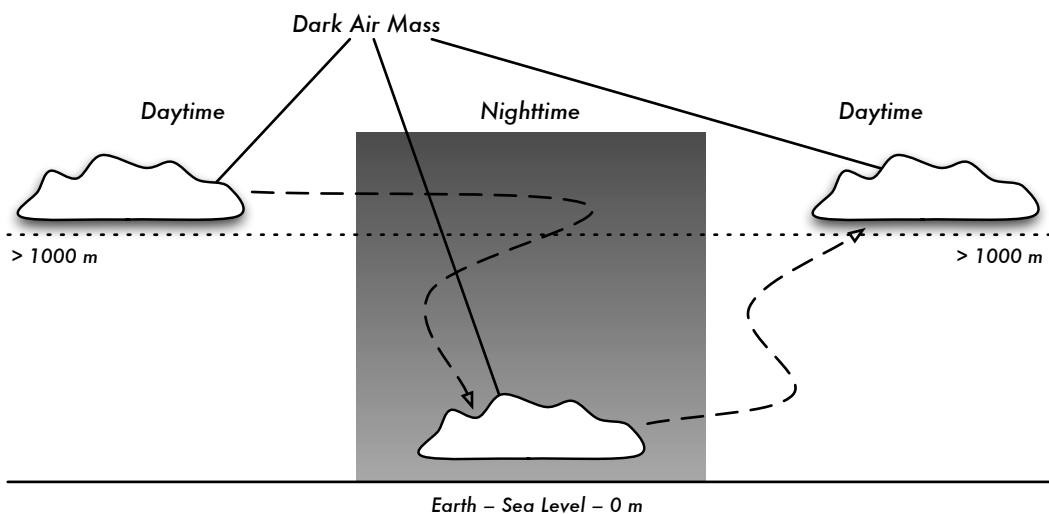 Dark Air Mass
Daytime
Nighttime
Daytime
> 1000 m
> 1000 m
Earth – Sea Level – 0 m